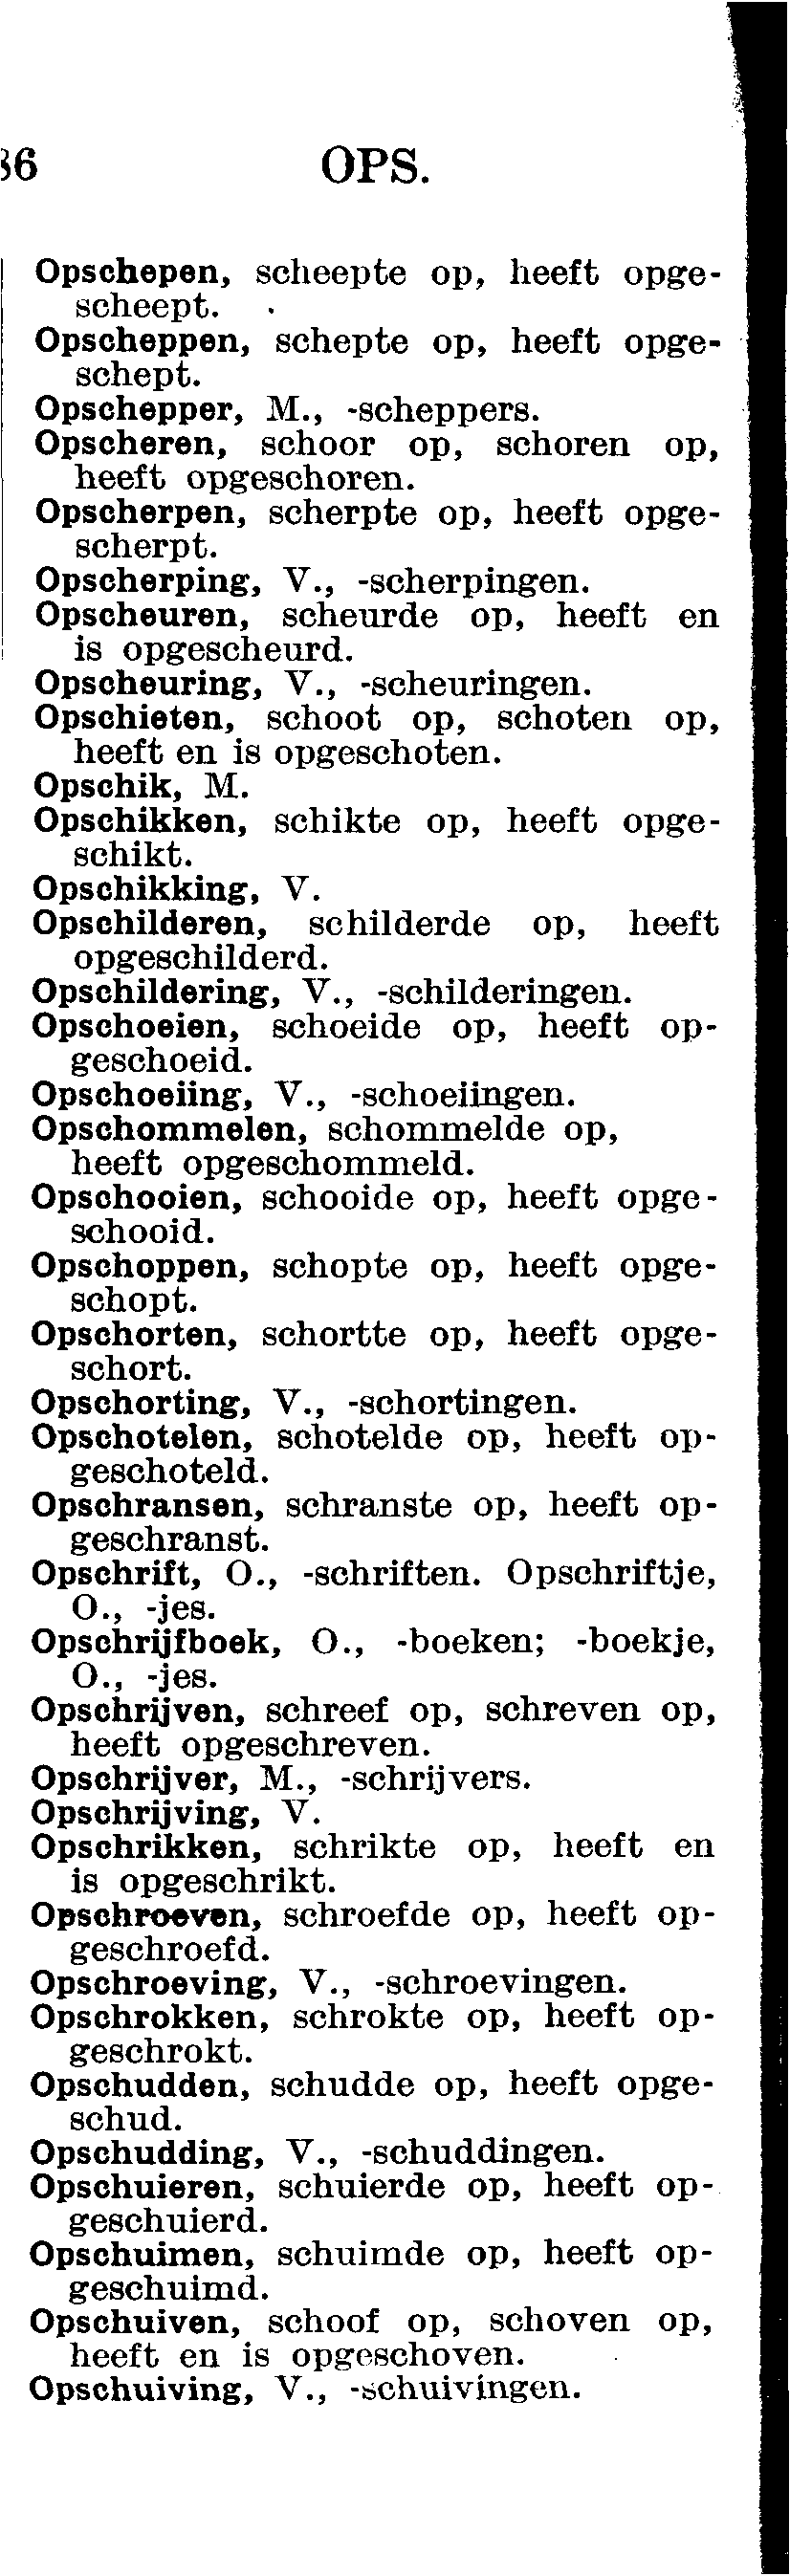 36 OPS.
Opschepen, scheepte op, heeft opge-
scheept.
Opscheppen, schepte op, heeft opge-
schept.
Opschepper, M., -scheppers.
Opscheren, schoor op, schoren op,
heeft opgeschoren.
Opscherpen, scherpte op, heeft opge-
scherpt.
Opscherping, V., -scherpingen.
Opscheuren, scheurde op, heeft en
is opgescheurd.
Opscheuring, V., -scheuringen.
Opschieten, schoot op, schoten op,
heeft en is opgeschoten.
Opschik, M.
Opschikken, schikte op, heeft opge-
schikt.
Opschikking, V.
Opschilderen, schilderde op, heeft
opgeschilderd.
Opschildering, V., -schilderingen.
Opschoeien, schoeide op, heeft op-
geschoeid.
Opschoeiing, V., -schoeiingen.
Opschommelen, schommelde op,
heeft opgeschommeld.
Opschooien, schooide op, heeft opge-
schooid.
Opschoppen, schopte op, heeft opge-
schopt.
Opschorten, schortte op, heeft opge-
schort.
Opschorting, V., -schortingen.
Opschotelen, schotelde op, heeft op-
geschoteld.
Opschransen, schranste op, heeft op-
geschranst.
Opschrift, O., -schriften. Opschriftje,
O., -jes.
Opschrijfboek, O., -boeken; -boekje,
O., -jes.
Opschrijven, schreef op, schreven op,
heeft opgeschreven.
Opschrijver, M., -schrijvers.
Opschrijving, V.
Opschrikken, schrikte op, heeft en
is opgeschrikt.
Opschroeven, schroefde op, heeft op-
geschroefd.
Opschroeving, V., -schroevingen.
Opschrokken, schrokte op, heeft op-
geschrokt.
Opschudden, schudde op, heeft opge-
schud.
Opschudding, V., -schuddingen.
Opschuieren, schuierde op, heeft op-
geschuierd.
Opschuimen, schuimde op, heeft op-
geschuimd.
Opschuiven, schoof op, schoven op,
heeft en is opgeschoven.
Opschuiving, V., -schuivingen.